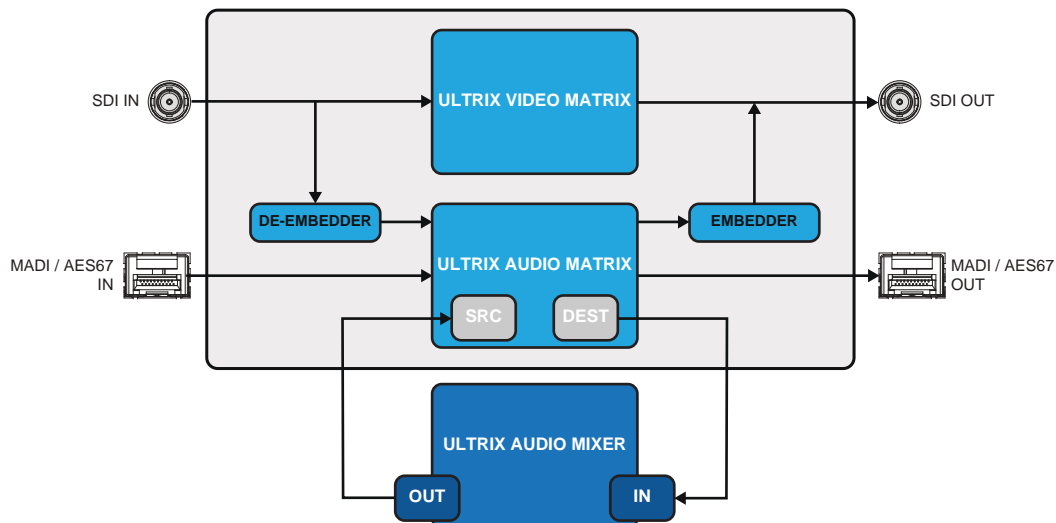 ULTRIX VIDEO MATRIX
SDI IN
SDI OUT
DE-EMBEDDER
EMBEDDER
MADI / AES67
IN
ULTRIX AUDIO MATRIX
MADI / AES67
OUT
SRC
DEST
ULTRIX AUDIO MIXER
OUT
IN